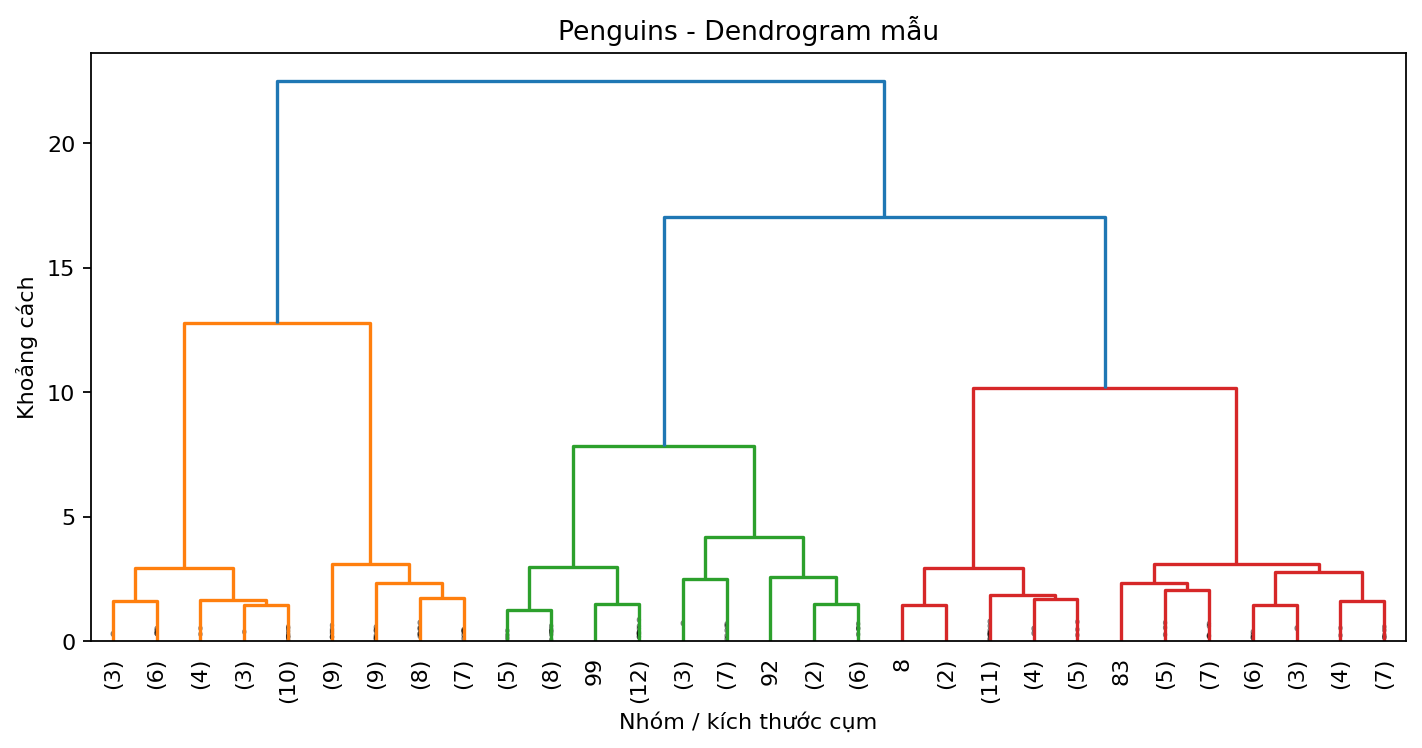 Penguins - Dendrogram mẫu
Khoảng cách
20
15
10
5
0
(3) (6) (4) (3) (10) (9) (9) (8) (7) (5) (8) 99 (12) (3) (7) 92 (2) (6) 8 (2) (11) (4) (5) 83 (5) (7) (6) (3) (4) (7)
Nhóm / kích thước cụm